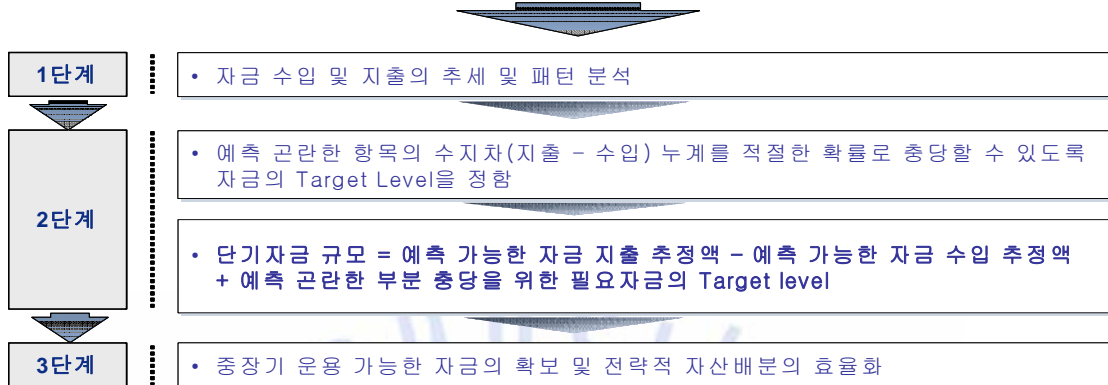 1단계
• 자금 수입 및 지출의 추세 및 패턴 분석
2단계
• 예측 곤란한 항목의 수지차(지출 – 수입) 누계를 적절한 확률로 충당할 수 있도록
자금의 Target Level을 정함
• 단기자금 규모 = 예측 가능한 자금 지출 추정액 – 예측 가능한 자금 수입 추정액
+ 예측 곤란한 부분 충당을 위한 필요자금의 Target level
3단계
• 중장기 운용 가능한 자금의 확보 및 전략적 자산배분의 효율화